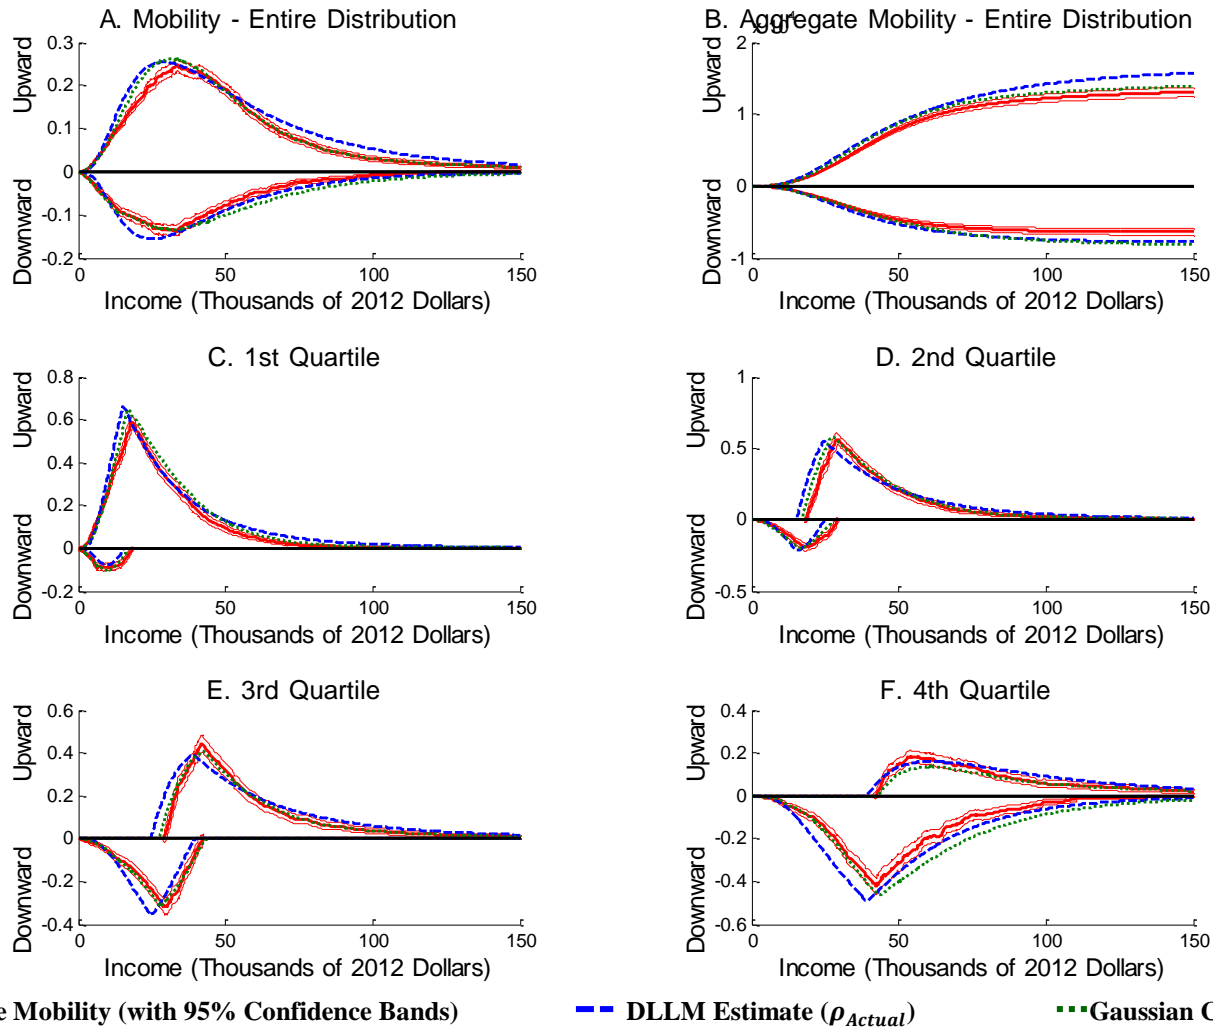 A. Mobility - Entire Distribution
Upward
Downward
0.3
0.2
0.1
0
-0.1
-0.2
0
50
100
150
Income (Thousands of 2012 Dollars)
B. Aggregate Mobility - Entire Distribution
Upward
Downward
2
1
0
-1
0
50
100
150
Income (Thousands of 2012 Dollars)
C. 1st Quartile
Upward
Downward
0.8
0.6
0.4
0.2
0
-0.2
0
50
100
150
Income (Thousands of 2012 Dollars)
D. 2nd Quartile
Upward
Downward
1
0.5
0
-0.5
0
50
100
150
Income (Thousands of 2012 Dollars)
E. 3rd Quartile
Upward
Downward
0.6
0.4
0.2
0
-0.2
-0.4
0
50
100
150
Income (Thousands of 2012 Dollars)
F. 4th Quartile
Upward
Downward
0.4
0.2
0
-0.2
-0.4
-0.6
0
50
100
150
Income (Thousands of 2012 Dollars)
e Mobility (with 95% Confidence Bands)
DLLM Estimate (ρActual)
Gaussian C